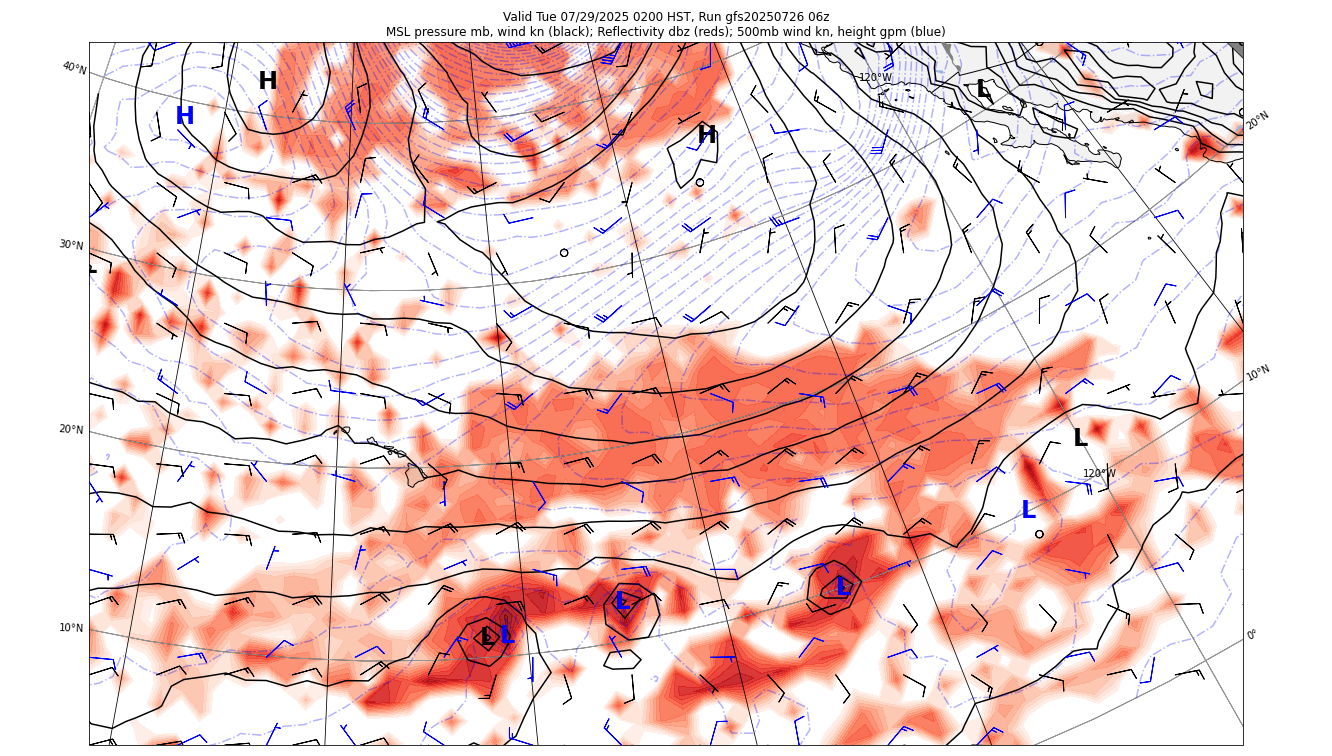 Valid Tue 07/29/2025 0200 HST, Run gfs20250726 06z
MSL pressure mb, wind kn (black); Reflectivity dbz (reds); 500mb wind kn, height gpm (blue)
40°N
H
H
H
120°W
L
20°N
30°N
L
10°N
20°N
L
120°W
L
10°N
L
L
L
L
0°